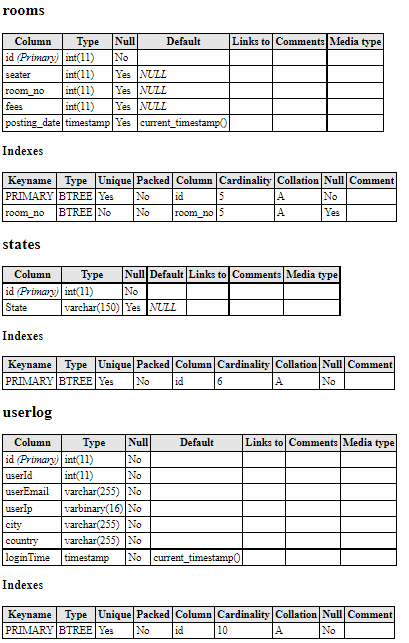 rooms
Column Type Null Default Links to Comments Media type
id (Primary) int(11) No
seater int(11) Yes NULL
room_no int(11) Yes NULL
fees int(11) Yes NULL
posting_date timestamp Yes current_timestamp()
Indexes
Keyname Type Unique Packed Column Cardinality Collation Null Comment
PRIMARY BTREE Yes No id 5 A No
room_no BTREE No No room_no 5 A Yes
states
Column Type Null Default Links to Comments Media type
id (Primary) int(11) No
State varchar(150) Yes NULL
Indexes
Keyname Type Unique Packed Column Cardinality Collation Null Comment
PRIMARY BTREE Yes No id 6 A No
userlog
Column Type Null Default Links to Comments Media type
id (Primary) int(11) No
userId int(11) No
userEmail varchar(255) No
userIp varbinary(16) No
city varchar(255) No
country varchar(255) No
loginTime timestamp No current_timestamp()
Indexes
Keyname Type Unique Packed Column Cardinality Collation Null Comment
PRIMARY BTREE Yes No id 10 A No